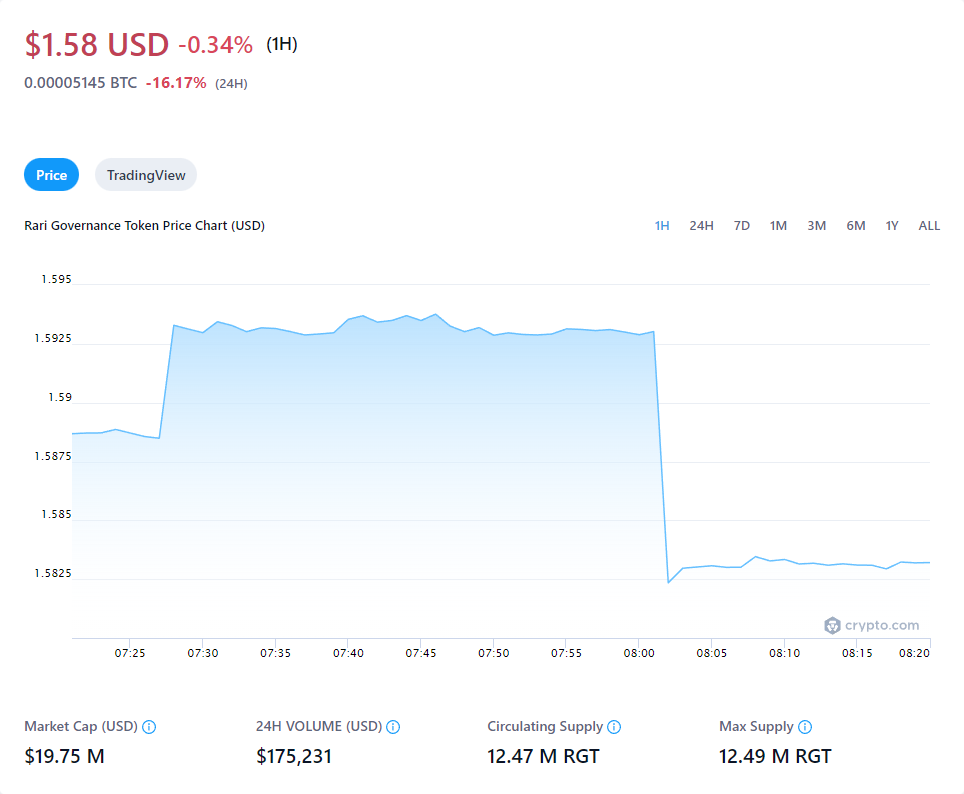 $1.58 USD -0.34% (1H)
0.00005145 BTC -16.17% (24H)
Price TradingView
Rari Governance Token Price Chart (USD) 1H 24H 7D 1M 3M 6M 1Y ALL
1.595
1.5925
1.59
1.5875
1.585
1.5825
crypto.com
07:25 07:30 07:35 07:40 07:45 07:50 07:55 08:00 08:05 08:10 08:15 08:20
Market Cap (USD) 24H VOLUME (USD) Circulating Supply Max Supply
$19.75 M $175,231 12.47 M RGT 12.49 M RGT